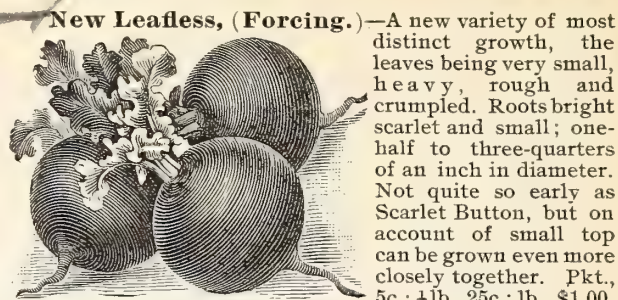 New Leafless, (Forcing.)—A new variety of most
distinct growth, the
leaves being very small,
heavy, rough and
crumpled. Roots bright
scarlet and small; one-
half to three-quarters
of an inch in diameter.
Not quite so early as
Scarlet Button, but on
account of small top
can be grown even more
closely together. Pkt.,
5c.; ¼lb. 25c.; lb. $1.00.